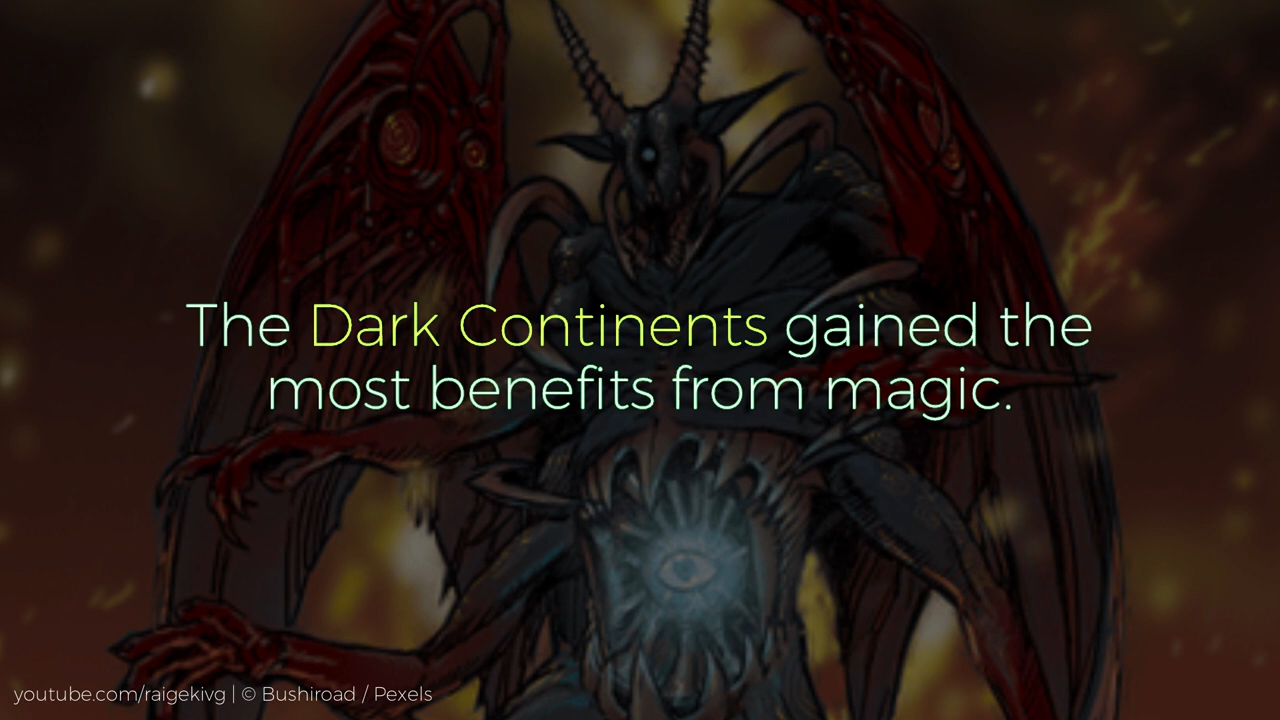 The Dark Continents gained the
most benefits from magic.
youtube.com/raigekivg | © Bushiroad / Pexels